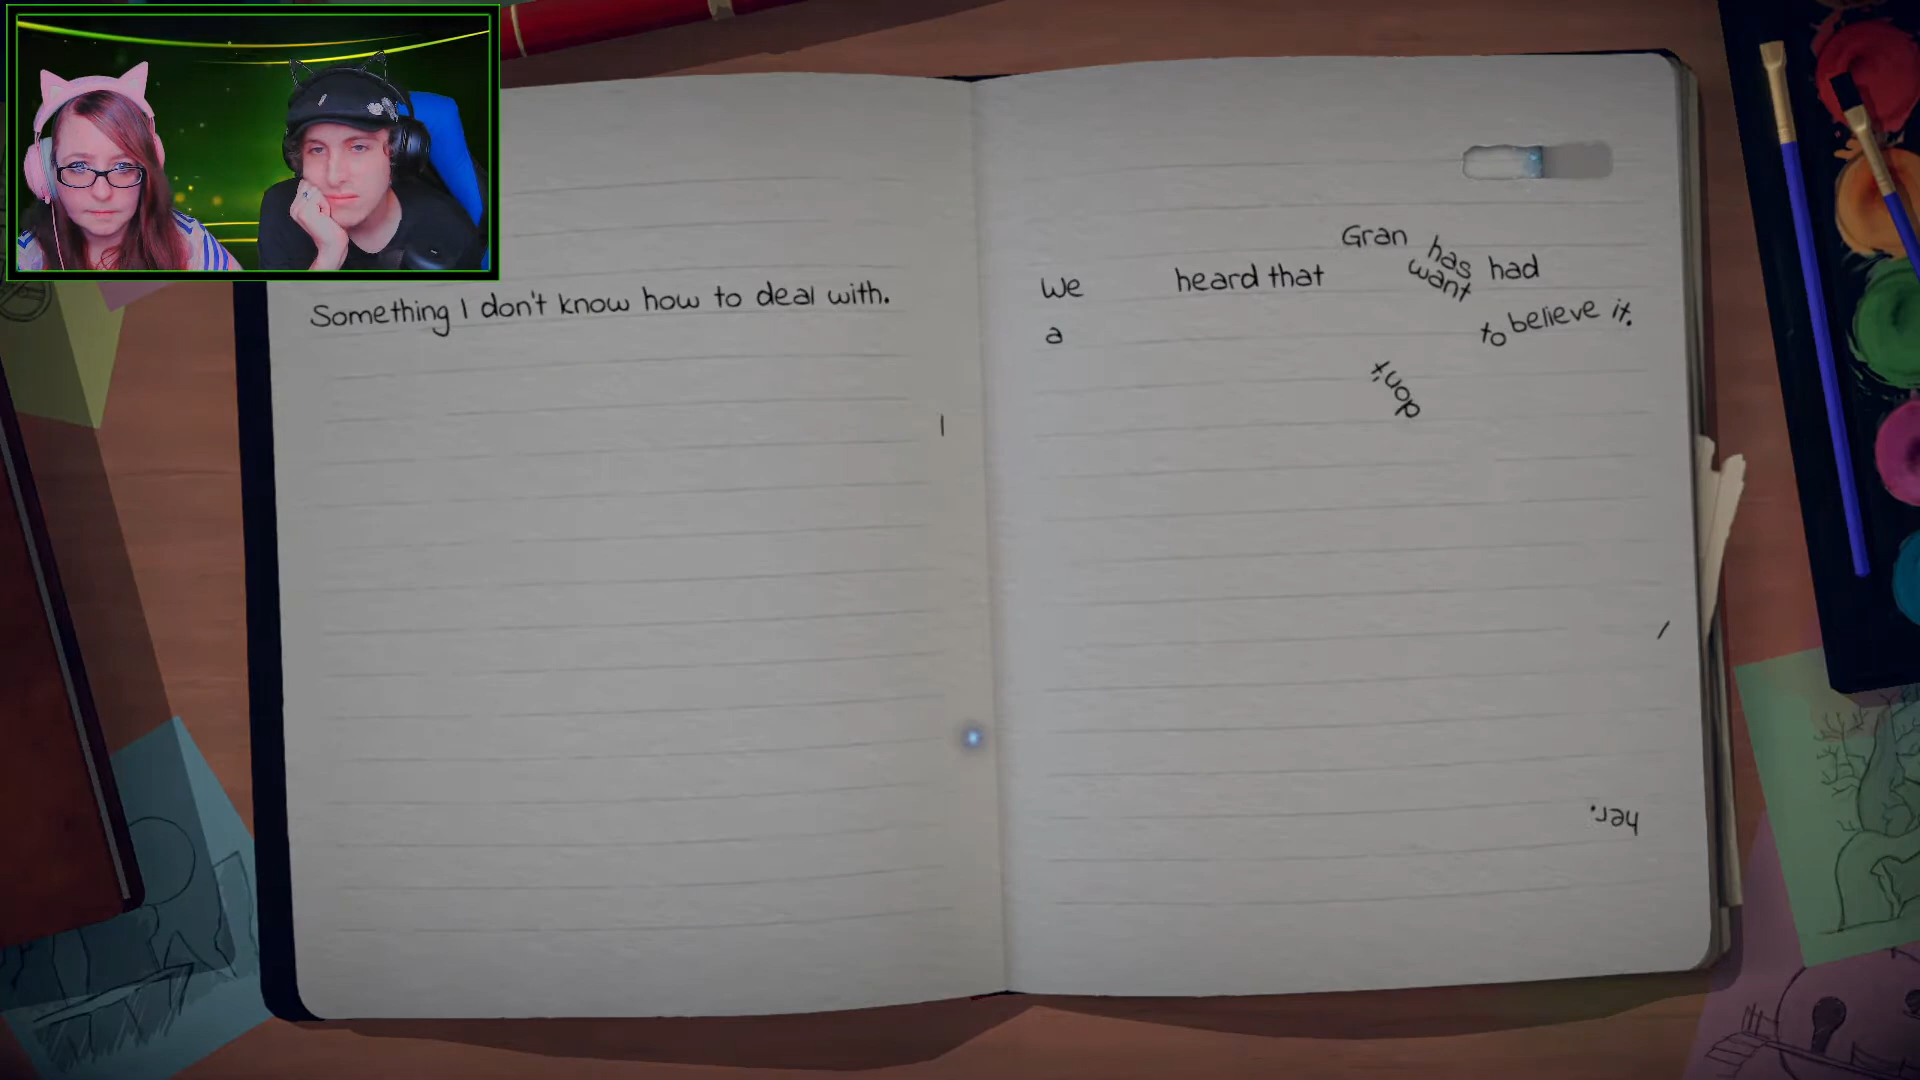 Something I don't know how to deal with.
Gran
We heard that has had
want
a to believe it.
don't
I
I
her.